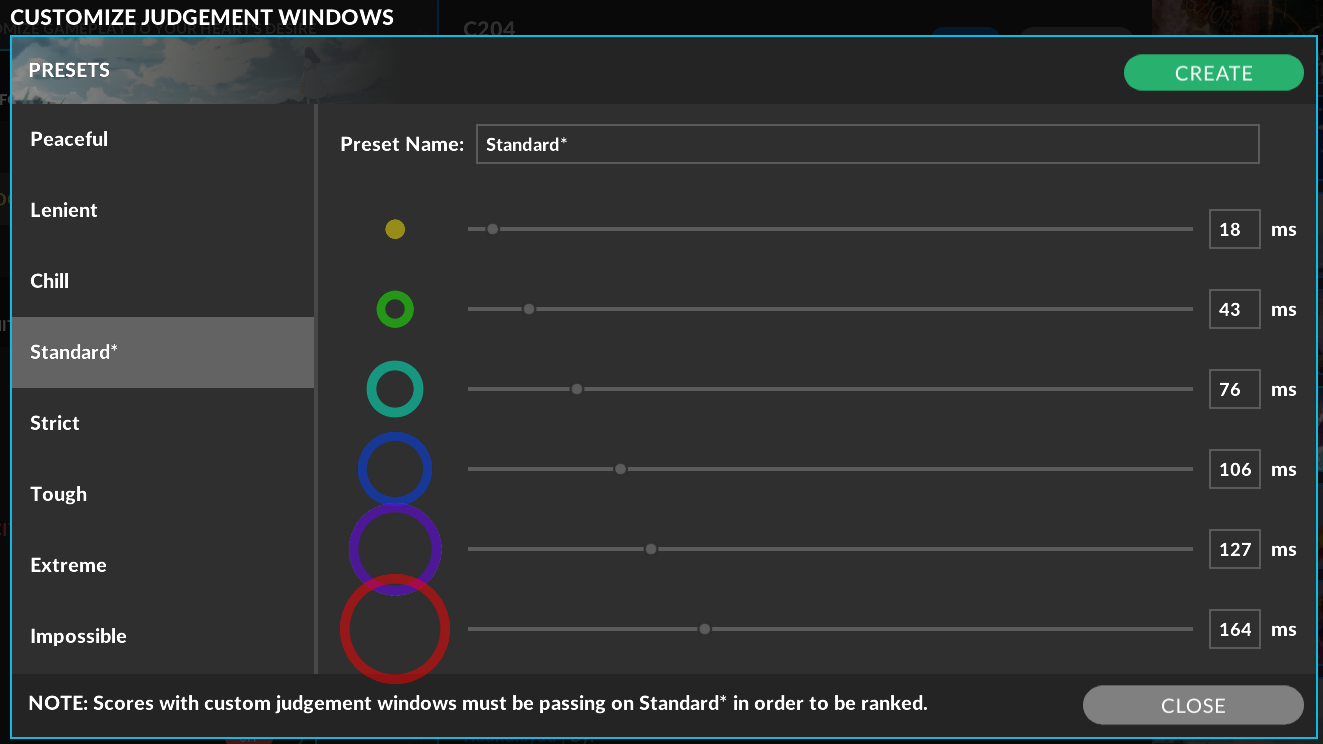 CUSTOMIZE JUDGEMENT WINDOWS
C204
PRESETS
CREATE
Peaceful
Lenient
Chill
Standard*
Strict
Tough
Extreme
Impossible
Preset Name: Standard*
18 ms
43 ms
76 ms
106 ms
127 ms
164 ms
NOTE: Scores with custom judgement windows must be passing on Standard* in order to be ranked.
CLOSE